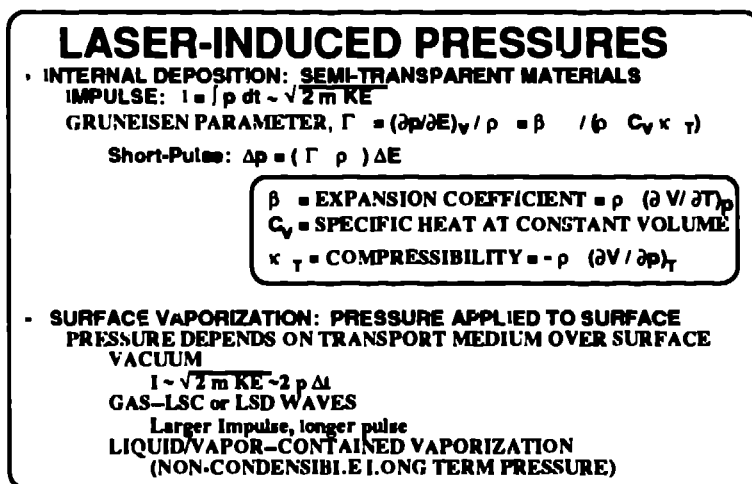 LASER-INDUCED PRESSURES
- INTERNAL DEPOSITION: SEMI-TRANSPARENT MATERIALS
IMPULSE: I = ∫ p dt ~ √2 m KE
GRUNEISEN PARAMETER, Γ = (∂p/∂E)v / ρ = β / (ρ Cv κ T)
Short-Pulse: Δp = ( Γ ρ ) ΔE
β = EXPANSION COEFFICIENT = ρ (∂ V/ ∂T)p
Cv = SPECIFIC HEAT AT CONSTANT VOLUME
κ T = COMPRESSIBILITY = - ρ (∂V / ∂p)T
- SURFACE VAPORIZATION: PRESSURE APPLIED TO SURFACE
PRESSURE DEPENDS ON TRANSPORT MEDIUM OVER SURFACE
VACUUM
I ~ √2 m KE ~2 p Δt
GAS–LSC or LSD WAVES
Larger Impulse, longer pulse
LIQUID/VAPOR–CONTAINED VAPORIZATION
(NON-CONDENSIBLE LONG TERM PRESSURE)